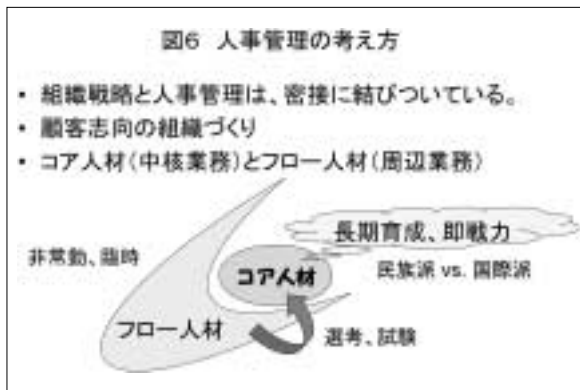 図6 人事管理の考え方
• 組織戦略と人事管理は、密接に結びついている。
• 顧客志向の組織づくり
• コア人材(中核業務)とフロー人材(周辺業務)
長期育成、即戦力
非常勤、臨時
コア人材
民族派 vs. 国際派
フロー人材
選考、試験